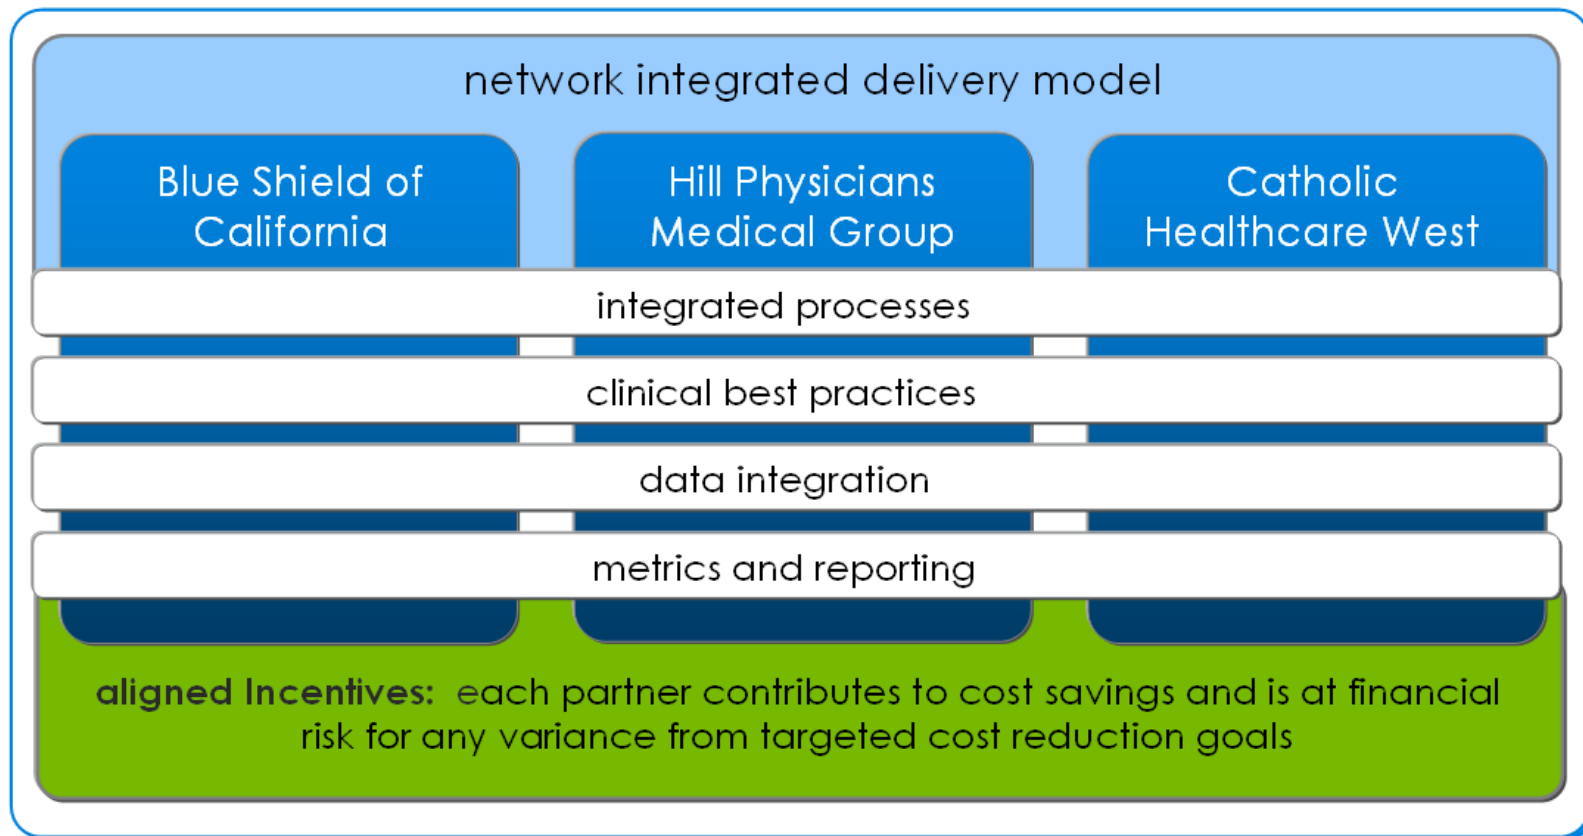 network integrated delivery model
Blue Shield of
California
Hill Physicians
Medical Group
Catholic
Healthcare West
integrated processes
clinical best practices
data integration
metrics and reporting
aligned Incentives: each partner contributes to cost savings and is at financial
risk for any variance from targeted cost reduction goals